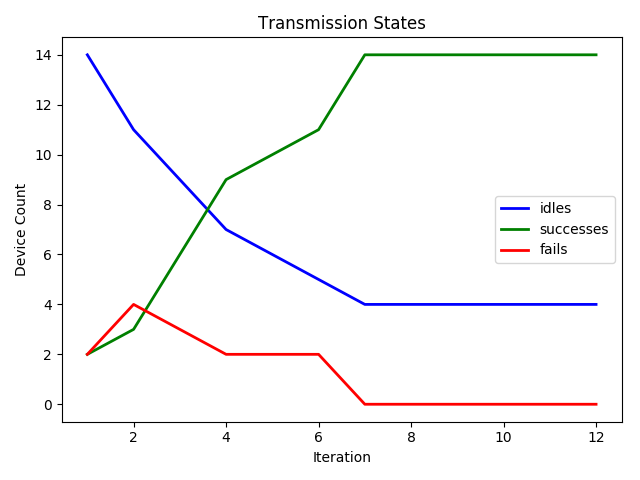 Transmission States
Device Count
14
12
10
8
6
4
2
0
idles
successes
fails
2 4 6 8 10 12
Iteration